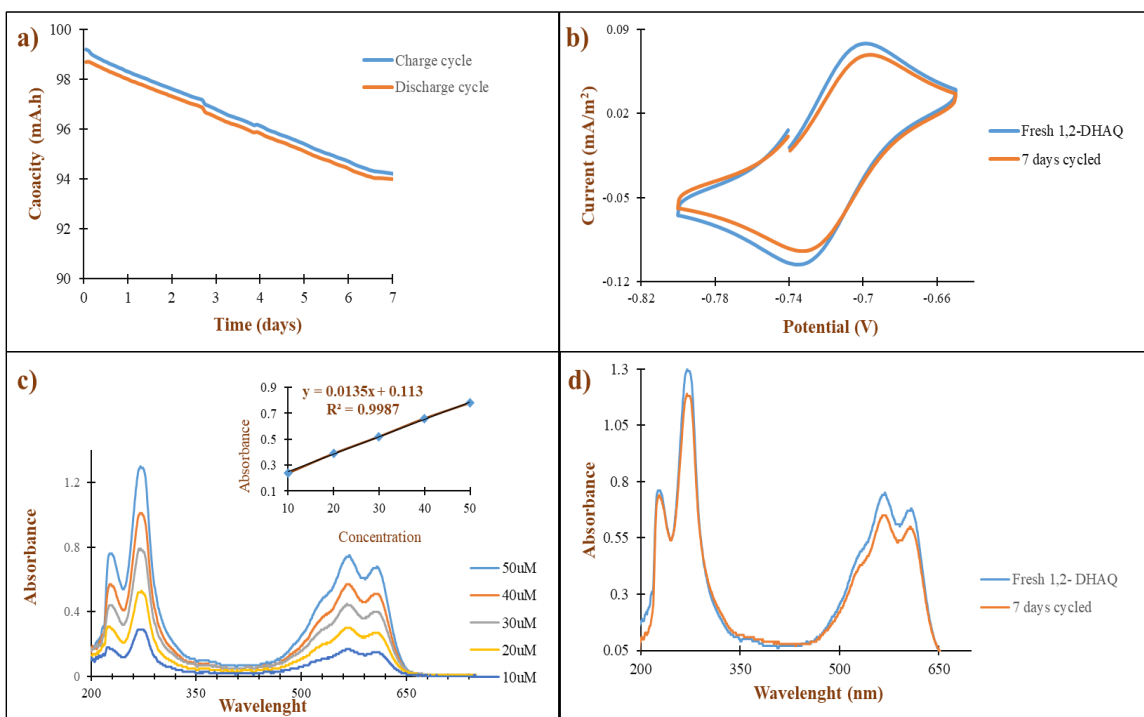 a)
100
98
96
94
92
90
Caoacity (mA.h)
0 1 2 3 4 5 6 7
Time (days)
Charge cycle
Discharge cycle
b)
0.09
0.02
-0.05
-0.12
Current (mA/m²)
-0.82 -0.78 -0.74 -0.7 -0.66
Potential (V)
Fresh 1,2-DHAQ
7 days cycled
c)
y = 0.0135x + 0.113
R² = 0.9987
0.9
0.7
0.5
0.3
0.1
Absorbance
10 20 30 40 50
Concentration
1.2
0.8
0.4
0
Absorbance
200 350 500 650
Wavelenght
50uM
40uM
30uM
20uM
10uM
d)
1.3
1.05
0.8
0.55
0.3
0.05
Absorbance
200 350 500 650
Wavelenght (nm)
Fresh 1,2- DHAQ
7 days cycled